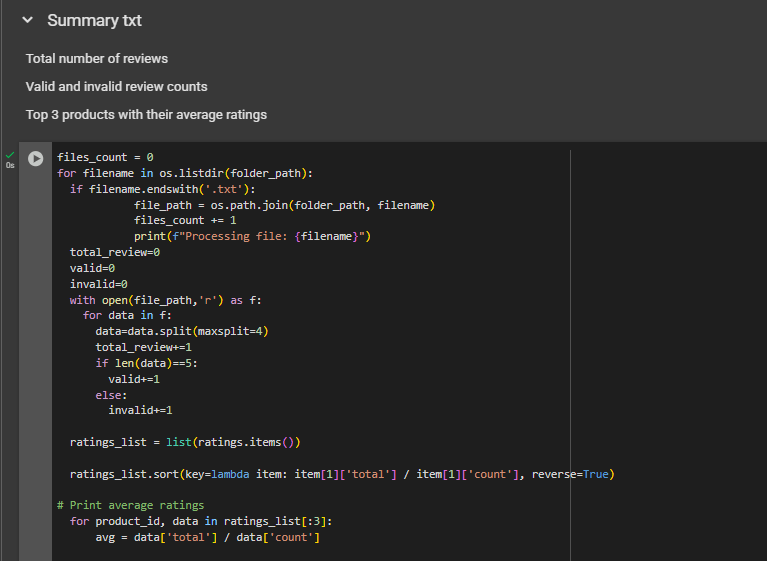 Summary txt
Total number of reviews
Valid and invalid review counts
Top 3 products with their average ratings
0s
files_count = 0
for filename in os.listdir(folder_path):
  if filename.endswith('.txt'):
            file_path = os.path.join(folder_path, filename)
            files_count += 1
            print(f"Processing file: {filename}")
  total_review=0
  valid=0
  invalid=0
  with open(file_path,'r') as f:
    for data in f:
      data=data.split(maxsplit=4)
      total_review+=1
      if len(data)==5:
        valid+=1
      else:
        invalid+=1
  ratings_list = list(ratings.items())
  ratings_list.sort(key=lambda item: item[1]['total'] / item[1]['count'], reverse=True)
# Print average ratings
  for product_id, data in ratings_list[:3]:
      avg = data['total'] / data['count']